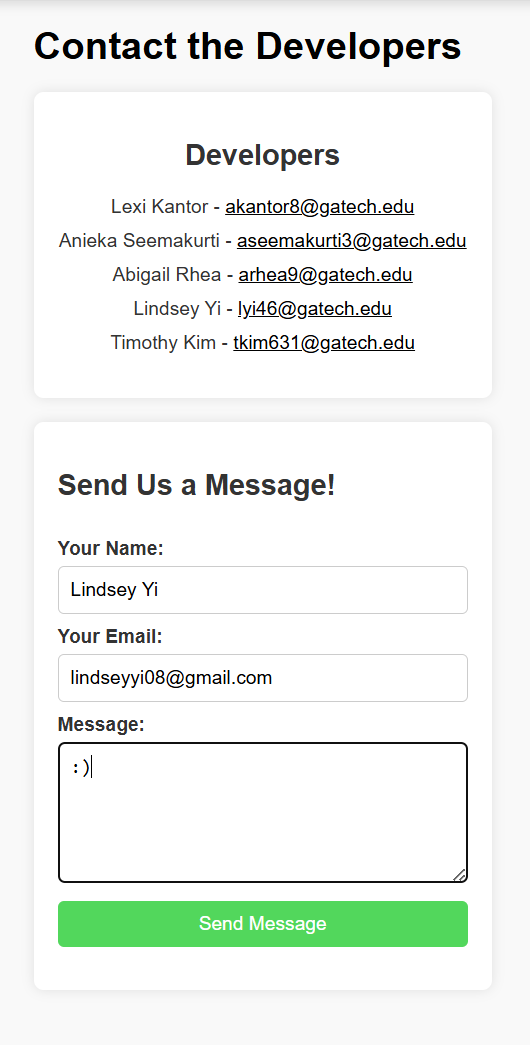 Contact the Developers
Developers
Lexi Kantor - akantor8@gatech.edu
Anieka Seemakurti - aseemakurti3@gatech.edu
Abigail Rhea - arhea9@gatech.edu
Lindsey Yi - lyi46@gatech.edu
Timothy Kim - tkim631@gatech.edu
Send Us a Message!
Your Name:
Lindsey Yi
Your Email:
lindseyyi08@gmail.com
Message:
:)
Send Message